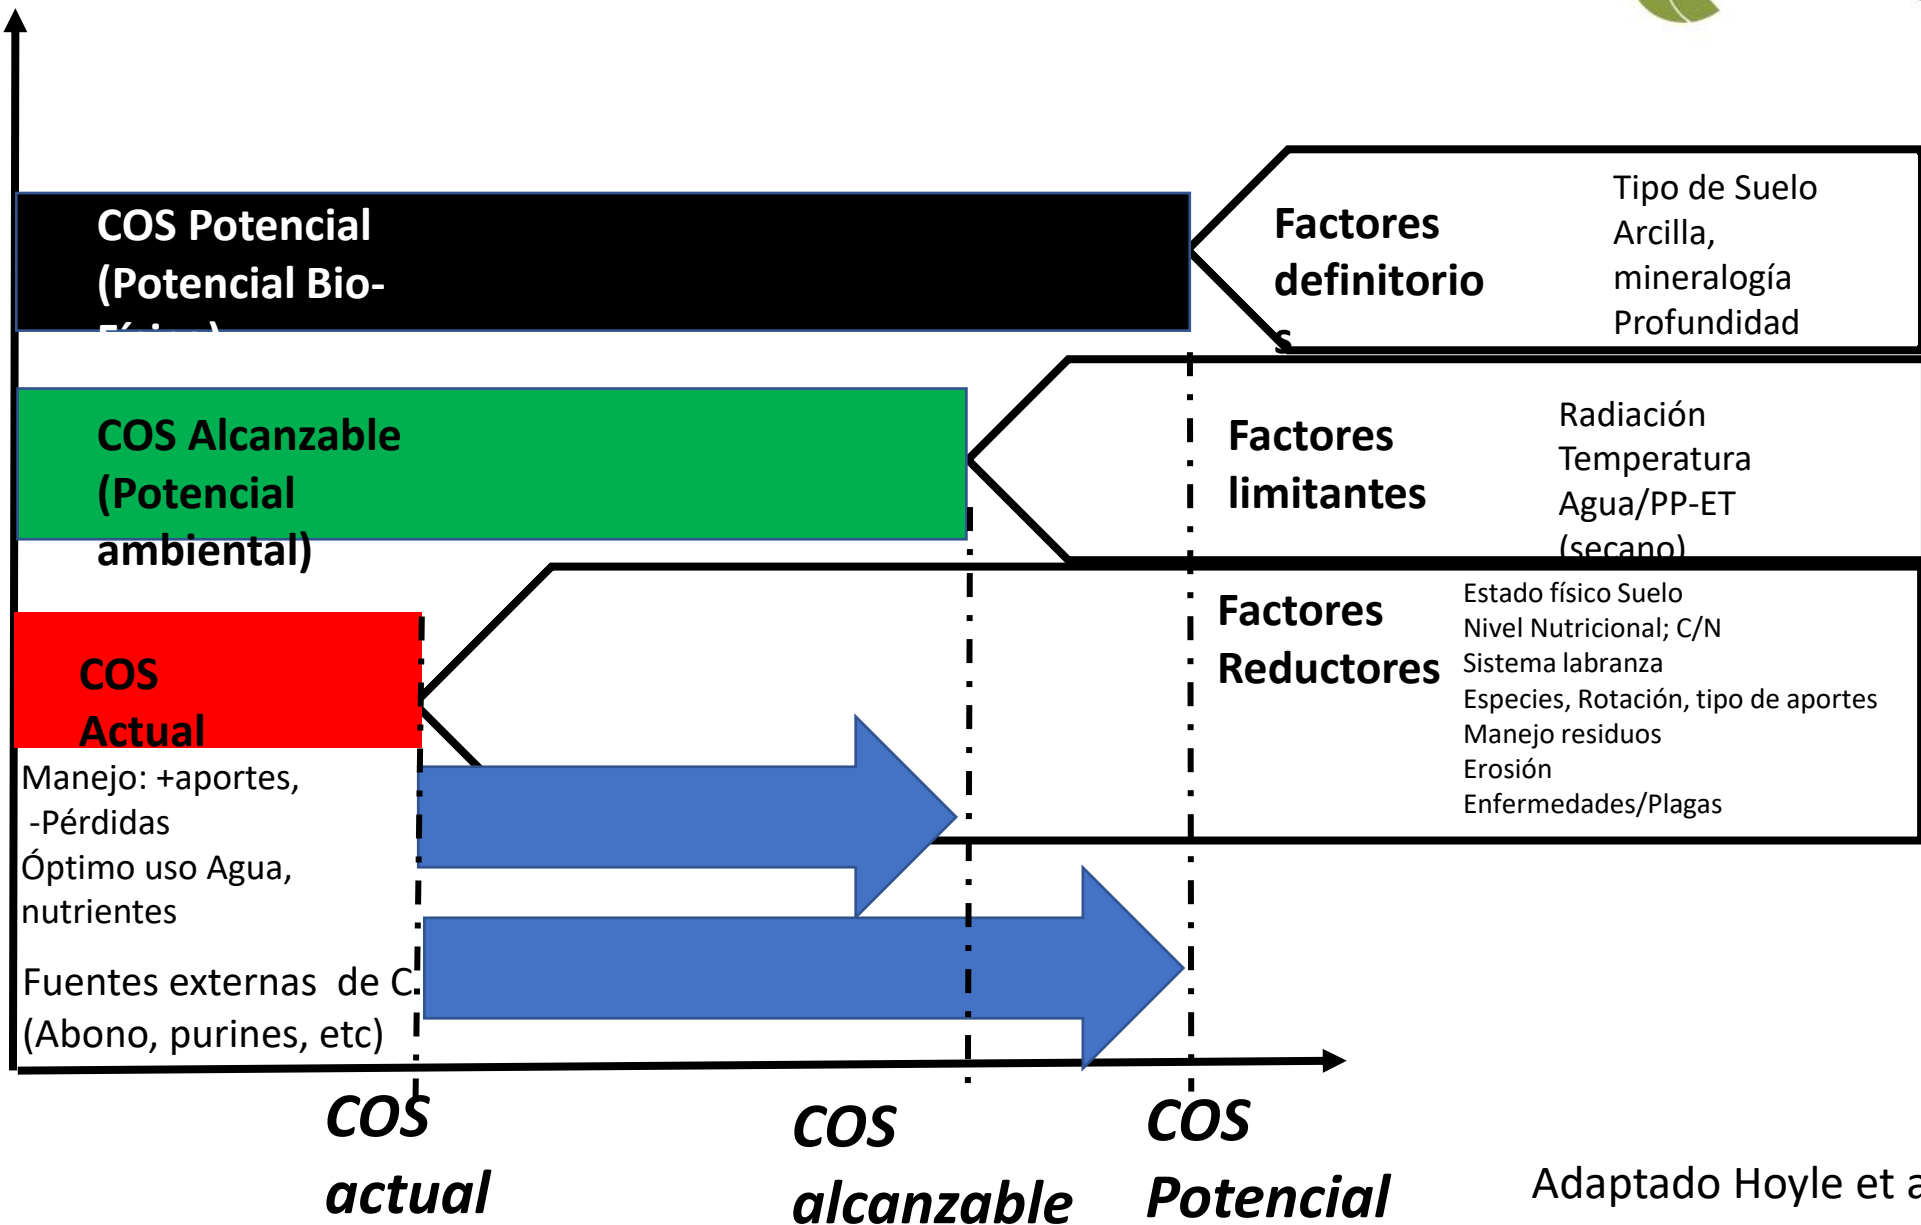 COS Potencial
(Potencial Bio-
Factores
definitorio
s
Tipo de Suelo
Arcilla,
mineralogía
Profundidad
COS Alcanzable
(Potencial
ambiental)
Factores
limitantes
Radiación
Temperatura
Agua/PP-ET
(secano)
COS
Actual
Factores
Reductores
Estado físico Suelo
Nivel Nutricional; C/N
Sistema labranza
Especies, Rotación, tipo de aportes
Manejo residuos
Erosión
Enfermedades/Plagas
Manejo: +aportes,
-Pérdidas
Óptimo uso Agua,
nutrientes
Fuentes externas de C
(Abono, purines, etc)
COS
actual
COS
alcanzable
COS
Potencial
Adaptado Hoyle et a